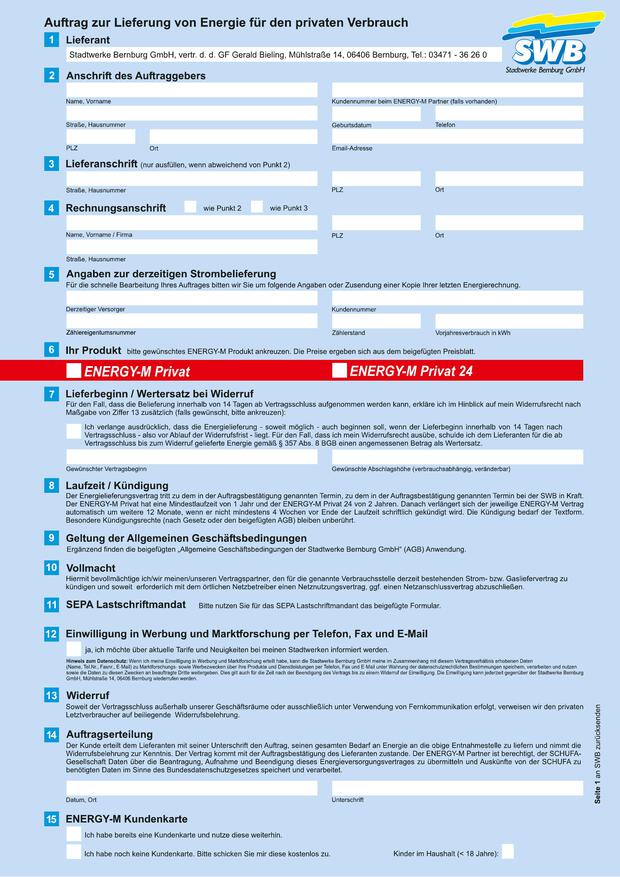 Auftrag zur Lieferung von Energie für den privaten Verbrauch
SWB
Stadtwerke Bernburg GmbH
1 Lieferant
Stadtwerke Bernburg GmbH, vertr. d. d. GF Gerald Bieling, Mühlstraße 14, 06406 Bernburg, Tel.: 03471 - 36 26 0
2 Anschrift des Auftraggebers
Name, Vorname
Kundennummer beim ENERGY-M Partner (falls vorhanden)
Straße, Hausnummer
Geburtsdatum
Telefon
PLZ
Ort
Email-Adresse
3 Lieferanschrift (nur ausfüllen, wenn abweichend von Punkt 2)
Straße, Hausnummer
PLZ
Ort
4 Rechnungsanschrift wie Punkt 2 wie Punkt 3
Name, Vorname / Firma
PLZ
Ort
Straße, Hausnummer
5 Angaben zur derzeitigen Strombelieferung
Für die schnelle Bearbeitung Ihres Auftrages bitten wir Sie um folgende Angaben oder Zusendung einer Kopie Ihrer letzten Energierechnung.
Derzeitiger Versorger
Kundennummer
Zählereigentumsnummer
Zählerstand
Vorjahresverbrauch in kWh
6 Ihr Produkt bitte gewünschtes ENERGY-M Produkt ankreuzen. Die Preise ergeben sich aus dem beigefügten Preisblatt.
ENERGY-M Privat
ENERGY-M Privat 24
7 Lieferbeginn / Wertersatz bei Widerruf
Für den Fall, dass die Belieferung innerhalb von 14 Tagen ab Vertragsschluss aufgenommen werden kann, erkläre ich im Hinblick auf mein Widerrufsrecht nach
Maßgabe von Ziffer 13 zusätzlich (falls gewünscht, bitte ankreuzen):
Ich verlange ausdrücklich, dass die Energielieferung - soweit möglich - auch beginnen soll, wenn der Lieferbeginn innerhalb von 14 Tagen nach
Vertragsschluss - also vor Ablauf der Widerrufsfrist - liegt. Für den Fall, dass ich mein Widerrufsrecht ausübe, schulde ich dem Lieferanten für die ab
Vertragsschluss bis zum Widerruf gelieferte Energie gemäß § 357 Abs. 8 BGB einen angemessenen Betrag als Wertersatz.
Gewünschter Vertragsbeginn
Gewünschte Abschlagshöhe (verbrauchsabhängig, veränderbar)
8 Laufzeit / Kündigung
Der Energielieferungsvertrag tritt zu dem in der Auftragsbestätigung genannten Termin, zu dem in der Auftragsbestätigung genannten Termin bei der SWB in Kraft.
Der ENERGY-M Privat hat eine Mindestlaufzeit von 1 Jahr und der ENERGY-M Privat 24 von 2 Jahren. Danach verlängert sich der jeweilige ENERGY-M Vertrag
automatisch um weitere 12 Monate, wenn er nicht mindestens 4 Wochen vor Ende der Laufzeit schriftlich gekündigt wird. Die Kündigung bedarf der Textform.
Besondere Kündigungsrechte (nach Gesetz oder den beigefügten AGB) bleiben unberührt.
9 Geltung der Allgemeinen Geschäftsbedingungen
Ergänzend finden die beigefügten „Allgemeine Geschäftsbedingungen der Stadtwerke Bernburg GmbH“ (AGB) Anwendung.
10 Vollmacht
Hiermit bevollmächtige ich/wir meinen/unseren Vertragspartner, den für die genannte Verbrauchsstelle derzeit bestehenden Strom- bzw. Gasliefervertag zu
kündigen und soweit erforderlich mit dem örtlichen Netzbetreiber einen Netznutzungsvertrag, ggf. einen Netzanschlussvertrag abzuschließen.
11 SEPA Lastschriftmandat Bitte nutzen Sie für das SEPA Lastschriftmandant das beigefügte Formular.
12 Einwilligung in Werbung und Marktforschung per Telefon, Fax und E-Mail
ja, ich möchte über aktuelle Tarife und Neuigkeiten bei meinen Stadtwerken informiert werden.
Hinweis zum Datenschutz: Wenn ich meine Einwilligung in Werbung und Marktforschung erteilt habe, kann die Stadtwerke Bernburg GmbH meine im Zusammenhang mit diesem Vertragsverhältnis erhobenen Daten
(Name, Tel.Nr., Faxnr., E-Mail) zu Marktforschungs- sowie Werbezwecken über ihre Produkte und Dienstleistungen per Telefon, Fax und E-Mail unter Wahrung der datenschutzrechtlichen Bestimmungen speichern, verarbeiten und nutzen
sowie die Daten zu diesen Zwecken an beauftragte Dritte weitergeben. Dies gilt auch für die Zeit nach der Beendigung des Vertrags bis zu einem Widerruf der Einwilligung. Die Einwilligung kann jederzeit gegenüber der Stadtwerke Bernburg
GmbH, Mühlstraße 14, 06406 Bernburg wiederrufen werden.
13 Widerruf
Soweit der Vertragsschluss außerhalb unserer Geschäftsräume oder ausschließlich unter Verwendung von Fernkommunikation erfolgt, verweisen wir den privaten
Letztverbraucher auf beiliegende Widerrufsbelehrung.
14 Auftragserteilung
Der Kunde erteilt dem Lieferanten mit seiner Unterschrift den Auftrag, seinen gesamten Bedarf an Energie an die obige Entnahmestelle zu liefern und nimmt die
Widerrufsbelehrung zur Kenntnis. Der Vertrag kommt mit der Auftragsbestätigung des Lieferanten zustande. Der ENERGY-M Partner ist berechtigt, der SCHUFA-
Gesellschaft Daten über die Beantragung, Aufnahme und Beendigung dieses Energieversorgungsvertrages zu übermitteln und Auskünfte von der SCHUFA zu
benötigten Daten im Sinne des Bundesdatenschutzgesetzes speichert und verarbeitet.
Datum, Ort
Unterschrift
15 ENERGY-M Kundenkarte
Ich habe bereits eine Kundenkarte und nutze diese weiterhin.
Ich habe noch keine Kundenkarte. Bitte schicken Sie mir diese kostenlos zu.
Kinder im Haushalt (< 18 Jahre):
Seite 1 an SWB zurücksenden